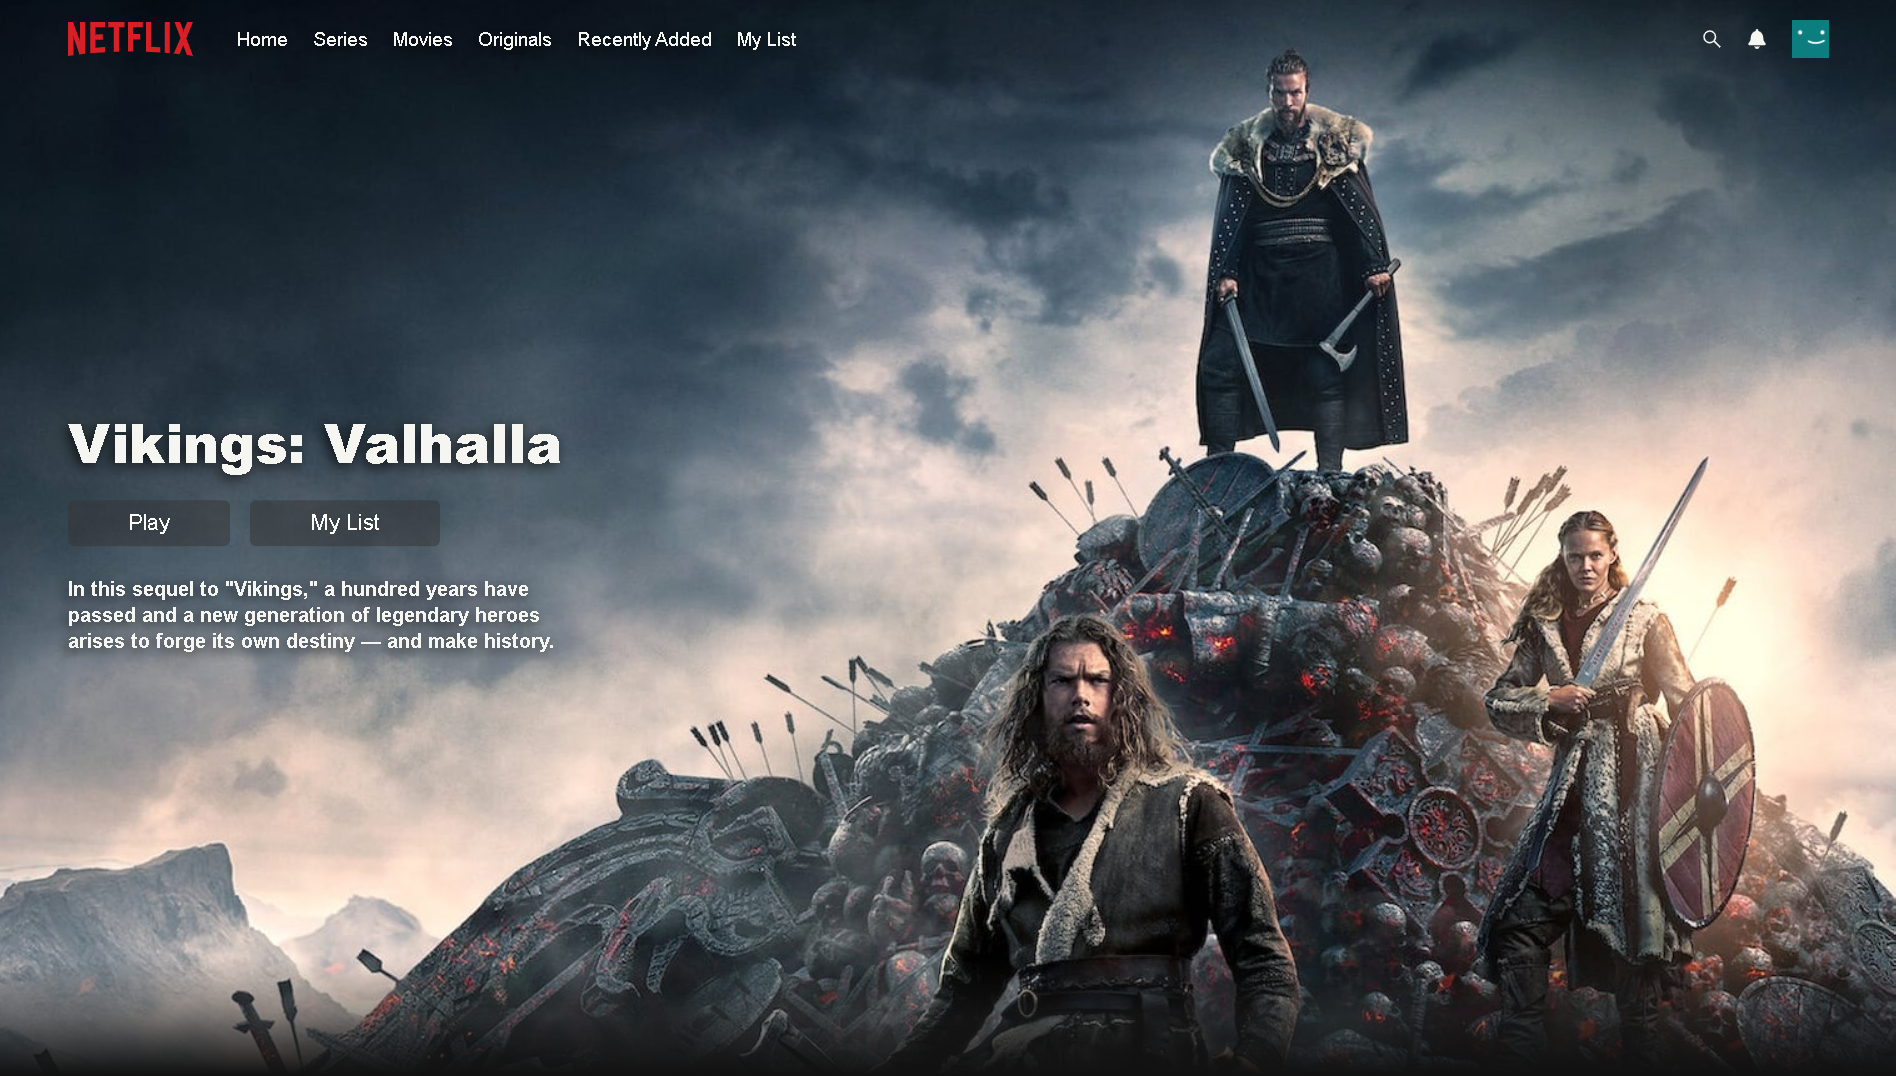 NETFLIX Home Series Movies Originals Recently Added My List
Vikings: Valhalla
Play My List
In this sequel to "Vikings," a hundred years have
passed and a new generation of legendary heroes
arises to forge its own destiny — and make history.